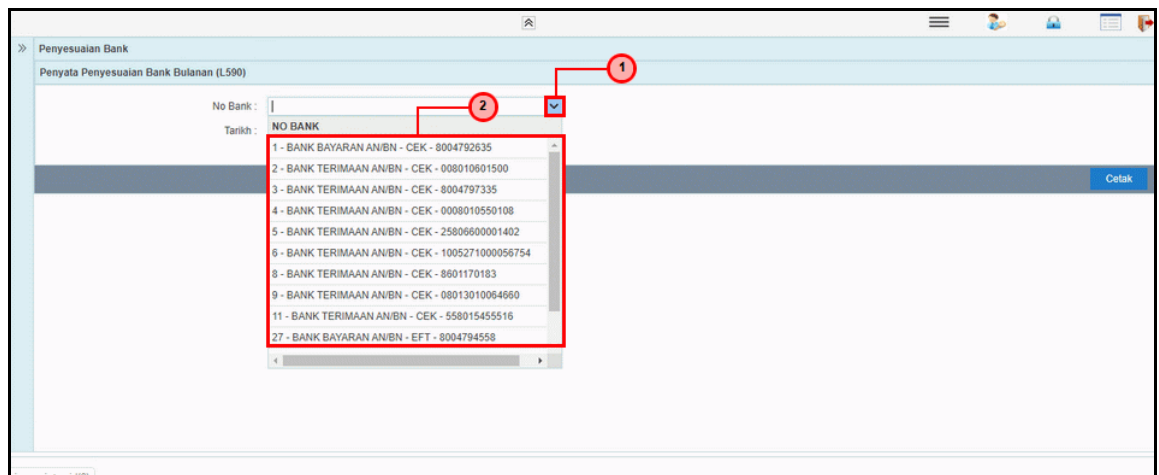 Penyesuaian Bank
Penyata Penyesuaian Bank Bulanan (L590)
1
No Bank :
2
Tarikh :
NO BANK
1 - BANK BAYARAN AN/BN - CEK - 8004792635
2 - BANK TERIMAAN AN/BN - CEK - 008010601500
3 - BANK TERIMAAN AN/BN - CEK - 8004797335
4 - BANK TERIMAAN AN/BN - CEK - 0008010550108
5 - BANK TERIMAAN AN/BN - CEK - 25806600001402
6 - BANK TERIMAAN AN/BN - CEK - 1005271000056754
8 - BANK TERIMAAN AN/BN - CEK - 8601170183
9 - BANK TERIMAAN AN/BN - CEK - 08013010064660
11 - BANK TERIMAAN AN/BN - CEK - 558015455516
27 - BANK BAYARAN AN/BN - EFT - 8004794558
Cetak